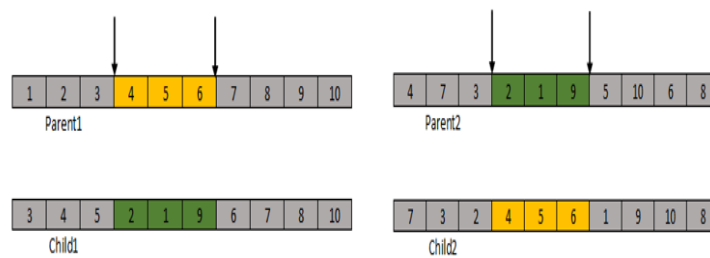 1 2 3 4 5 6 7 8 9 10
Parent1
4 7 3 2 1 9 5 10 6 8
Parent2
3 4 5 2 1 9 6 7 8 10
Child1
7 3 2 4 5 6 1 9 10 8
Child2